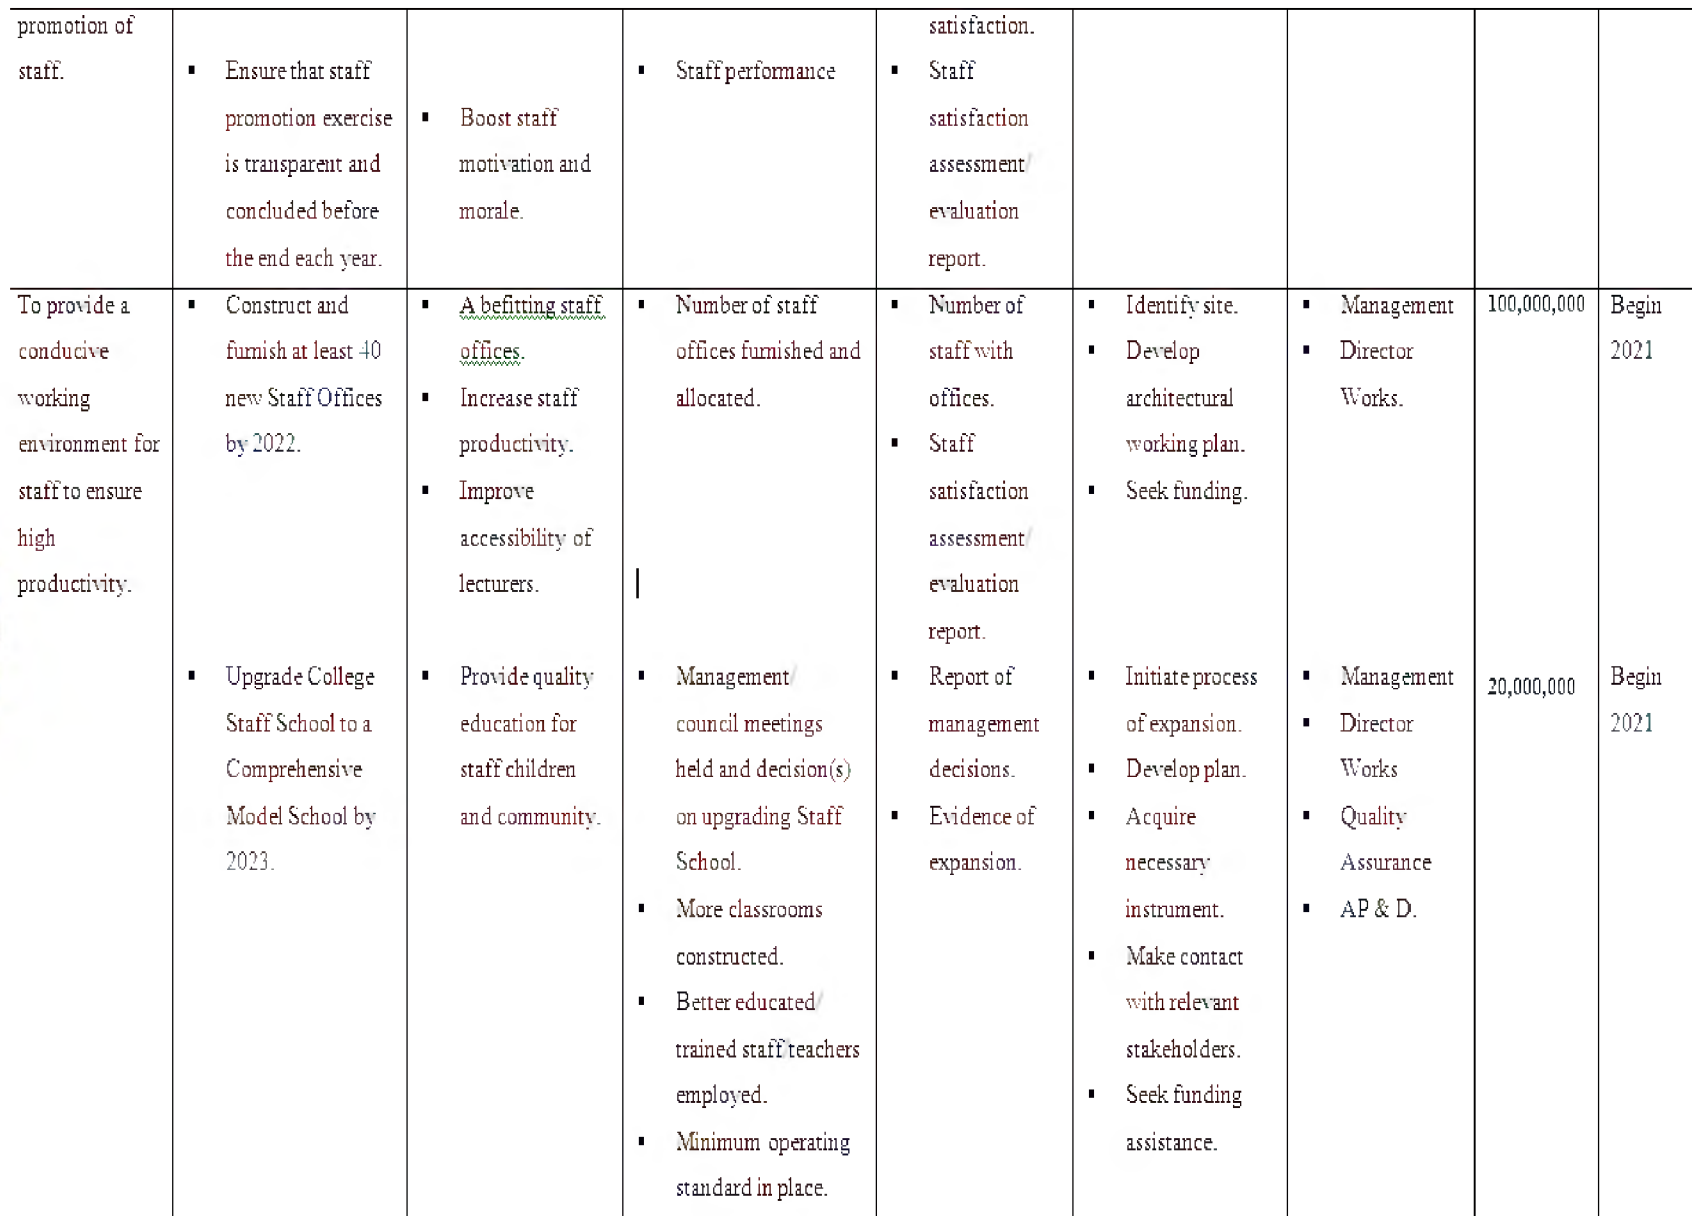 promotion of
staff.
▪ Ensure that staff
promotion exercise
is transparent and
concluded before
the end each year.
▪ Boost staff
motivation and
morale.
▪ Staff performance
satisfaction.
▪ Staff
satisfaction
assessment/
evaluation
report.
To provide a
conducive
working
environment for
staff to ensure
high
productivity.
▪ Construct and
furnish at least 40
new Staff Offices
by 2022.
▪ A befitting staff
offices.
▪ Increase staff
productivity.
▪ Improve
accessibility of
lecturers.
▪ Number of staff
offices furnished and
allocated.
▪ Number of
staff with
offices.
▪ Staff
satisfaction
assessment/
evaluation
report.
▪ Identify site.
▪ Develop
architectural
working plan.
▪ Seek funding.
▪ Management
▪ Director
Works.
100,000,000
Begin
2021
▪ Upgrade College
Staff School to a
Comprehensive
Model School by
2023.
▪ Provide quality
education for
staff children
and community.
▪ Management/
council meetings
held and decision(s)
on upgrading Staff
School.
▪ More classrooms
constructed.
▪ Better educated/
trained staff/teachers
employed.
▪ Minimum operating
standard in place.
▪ Report of
management
decisions.
▪ Evidence of
expansion.
▪ Initiate process
of expansion.
▪ Develop plan.
▪ Acquire
necessary
instrument.
▪ Make contact
with relevant
stakeholders.
▪ Seek funding
assistance.
▪ Management
▪ Director
Works
▪ Quality
Assurance
▪ AP & D.
20,000,000
Begin
2021